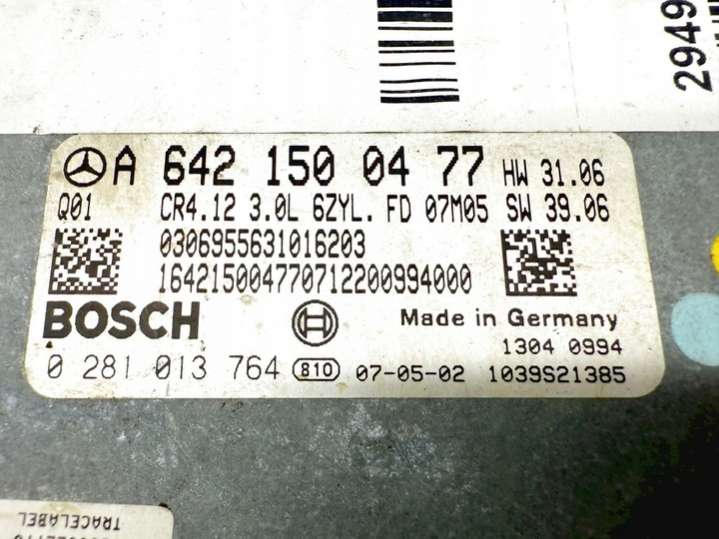 2949
A 642 150 04 77 HW 31.06
Q01 CR4.12 3.0L 6ZYL. FD 07M05 SW 39.06
0306955631016203
164215004770712200994000
BOSCH Made in Germany
1304 0994
0 281 013 764 810 07-05-02 1039S21385
TRACELABEL